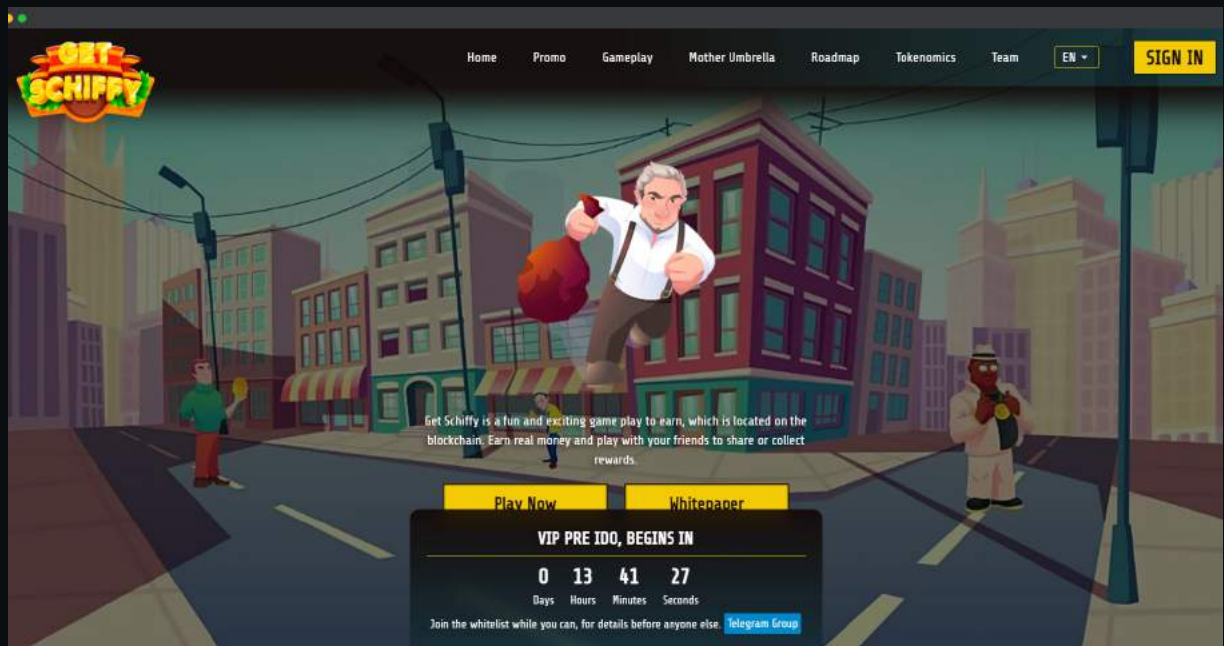 GET
SCHIFFY
Home Promo Gameplay Mother Umbrella Roadmap Tokenomics Team EN SIGN IN
Get Schiffy is a fun and exciting game play to earn, which is located on the
blockchain. Earn real money and play with your friends to share or collect
rewards.
Play Now Whitepaper
VIP PRE IDO, BEGINS IN
0 13 41 27
Days Hours Minutes Seconds
Join the whitelist while you can, for details before anyone else. Telegram Group